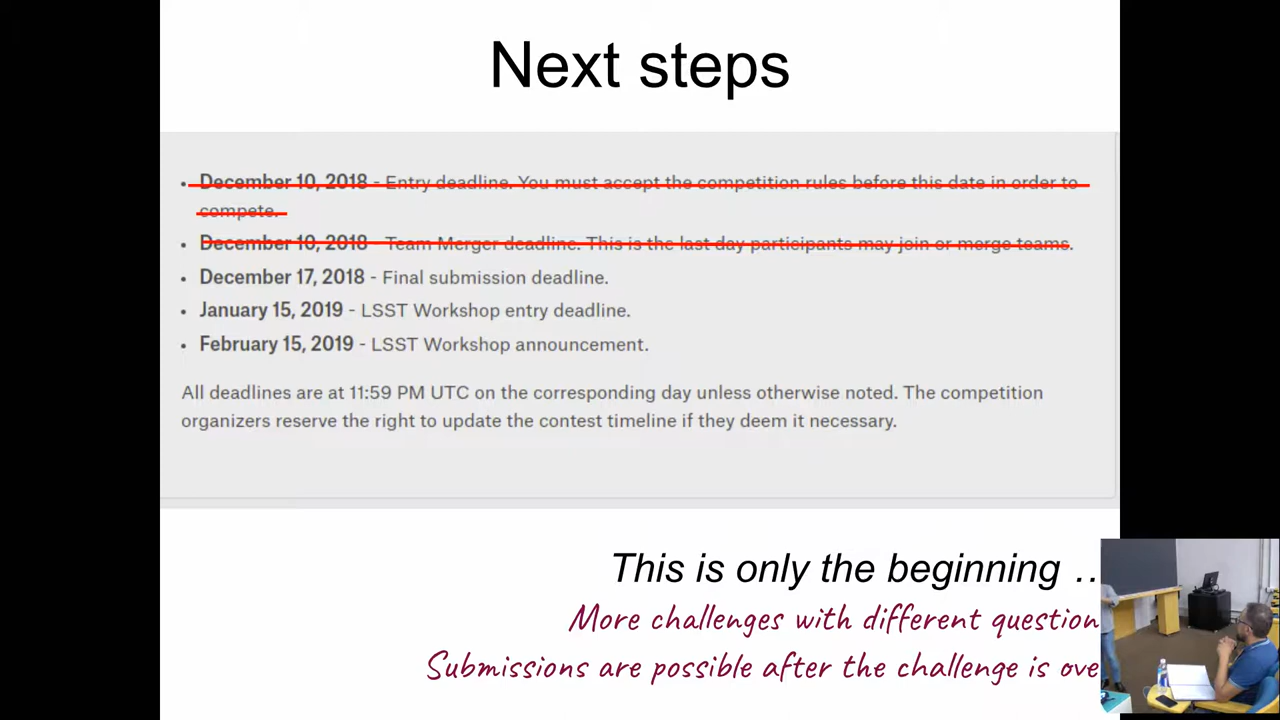 Next steps
• December 10, 2018 - Entry deadline. You must accept the competition rules before this date in order to
compete.
• December 10, 2018 - Team Merger deadline. This is the last day participants may join or merge teams.
• December 17, 2018 - Final submission deadline.
• January 15, 2019 - LSST Workshop entry deadline.
• February 15, 2019 - LSST Workshop announcement.
All deadlines are at 11:59 PM UTC on the corresponding day unless otherwise noted. The competition
organizers reserve the right to update the contest timeline if they deem it necessary.
This is only the beginning ..
More challenges with different question
Submissions are possible after the challenge is ove